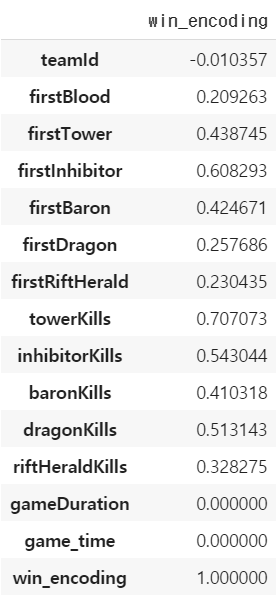 win_encoding
teamId -0.010357
firstBlood 0.209263
firstTower 0.438745
firstInhibitor 0.608293
firstBaron 0.424671
firstDragon 0.257686
firstRiftHerald 0.230435
towerKills 0.707073
inhibitorKills 0.543044
baronKills 0.410318
dragonKills 0.513143
riftHeraldKills 0.328275
gameDuration 0.000000
game_time 0.000000
win_encoding 1.000000